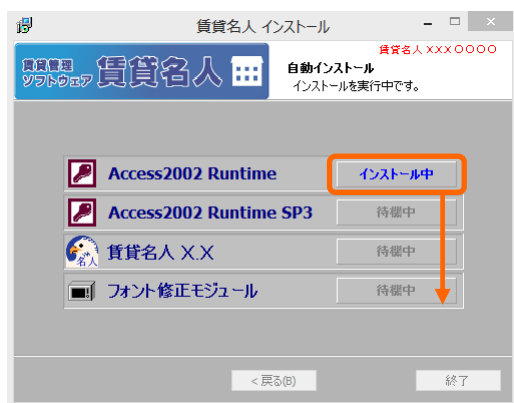 賃貸名人 インストール
賃貸名人 XXX〇〇〇〇
賃貸管理
ソフトウェア 賃貸名人
自動インストール
インストールを実行中です。
Access2002 Runtime インストール中
Access2002 Runtime SP3 待機中
名人 賃貸名人 X.X 待機中
フォント修正モジュール 待機中
<戻る(B) 終了